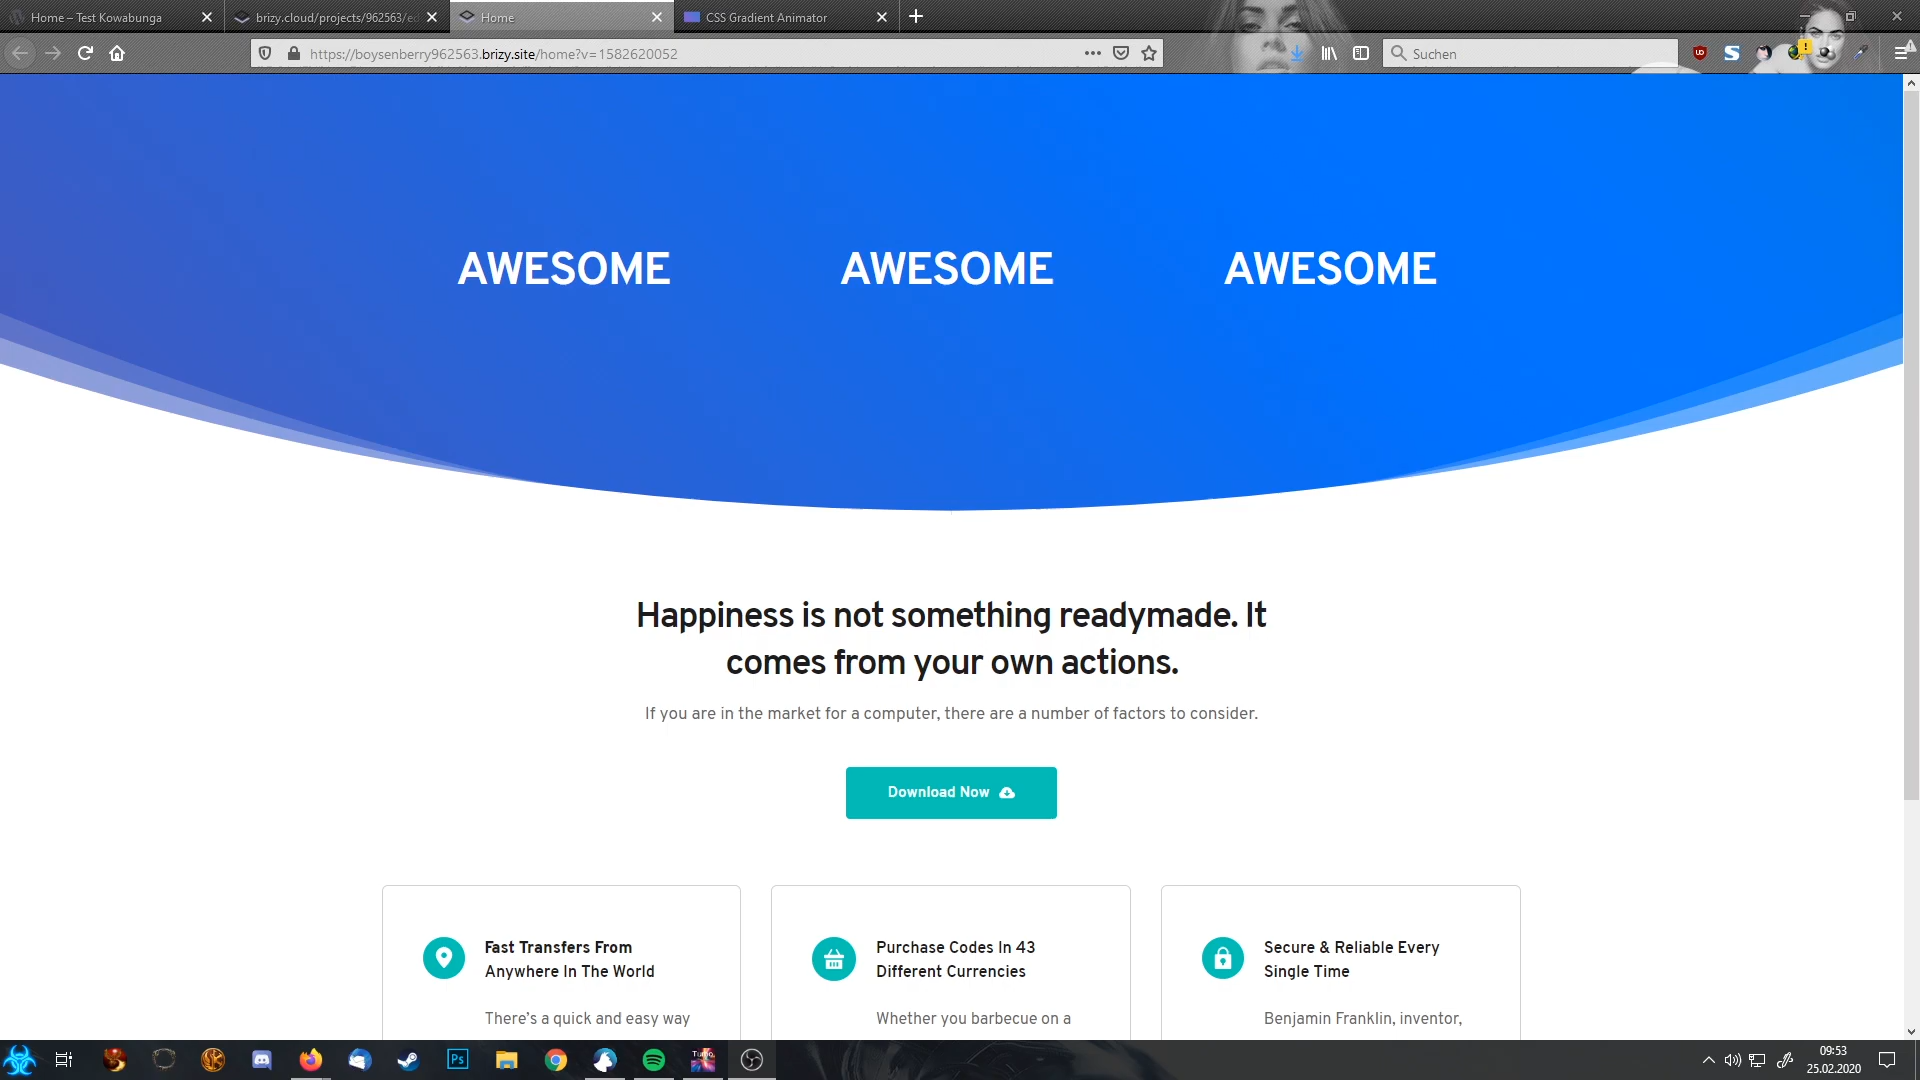 Home – Test Kowabunga
brizy.cloud/projects/962563/ed
Home
CSS Gradient Animator
https://boysenberry962563.brizy.site/home?v=1582620052
Suchen
AWESOME AWESOME AWESOME
Happiness is not something readymade. It
comes from your own actions.
If you are in the market for a computer, there are a number of factors to consider.
Download Now
Fast Transfers From
Anywhere In The World
There's a quick and easy way
Purchase Codes In 43
Different Currencies
Whether you barbecue on a
Secure & Reliable Every
Single Time
Benjamin Franklin, inventor,
Ps
09:53
25.02.2020